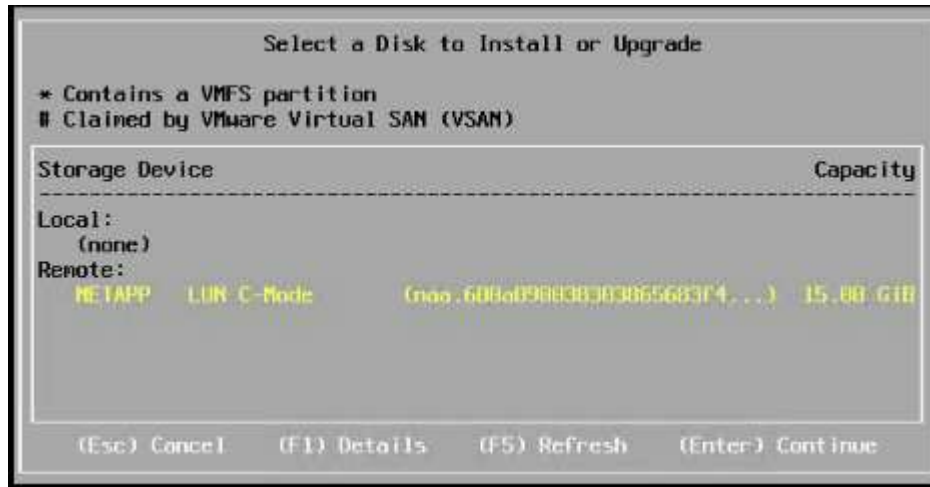 Select a Disk to Install or Upgrade
* Contains a VMFS partition
# Claimed by VMware Virtual SAN (VSAN)
Storage Device Capacity
Local:
(none)
Remote:
NETAPP LUN C-Mode 15.00 GiB
(Esc) Cancel (F1) Details (F5) Refresh (Enter) Continue